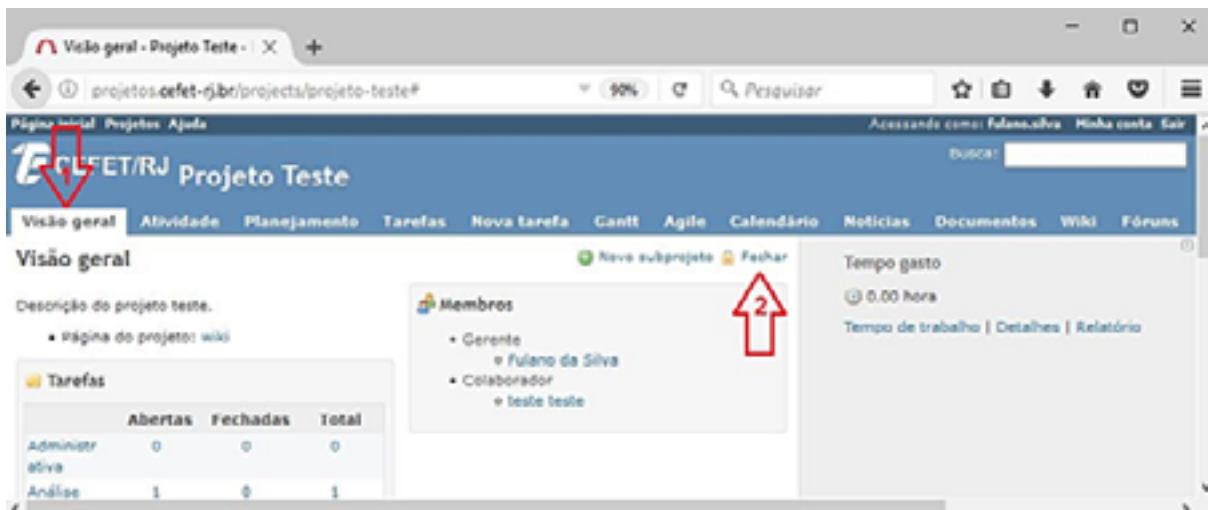 Visão geral - Projeto Teste -
projetos.cefet-rj.br/projects/projeto-teste#
90%
Pesquisar
Página inicial Projetos Ajuda
Acessando como: fulano.silva Minha conta Sair
CEFET/RJ Projeto Teste
Busca:
1
Visão geral Atividade Planejamento Tarefas Nova tarefa Gantt Agile Calendário Notícias Documentos Wiki Fóruns
Visão geral
Novo subprojeto Fechar
2
Descrição do projeto teste.
Página do projeto: wiki
Tarefas
Abertas Fechadas Total
Administr 0 0 0
ativa
Análise 1 0 1
Membros
Gerente
Fulano da Silva
Colaborador
teste teste
Tempo gasto
0.00 hora
Tempo de trabalho | Detalhes | Relatório